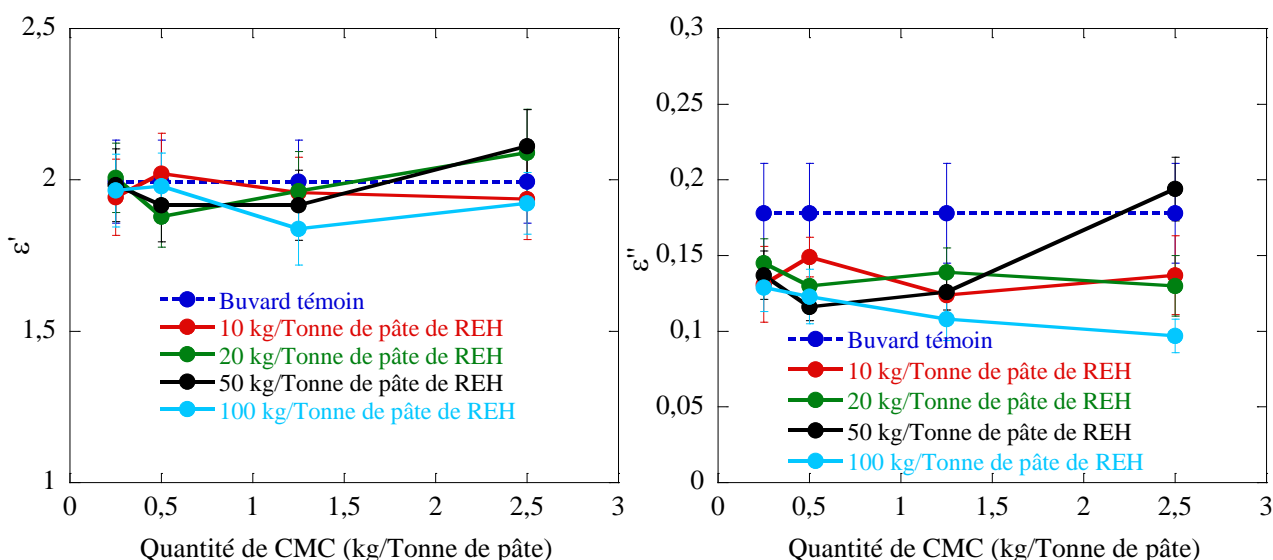 2,5
2
1,5
1
ε'
0 0,5 1 1,5 2 2,5 3
Quantité de CMC (kg/Tonne de pâte)
Buvard témoin
10 kg/Tonne de pâte de REH
20 kg/Tonne de pâte de REH
50 kg/Tonne de pâte de REH
100 kg/Tonne de pâte de REH
0,3
0,25
0,2
0,15
0,1
0,05
0
ε"
0 0,5 1 1,5 2 2,5 3
Quantité de CMC (kg/Tonne de pâte)
Buvard témoin
10 kg/Tonne de pâte de REH
20 kg/Tonne de pâte de REH
50 kg/Tonne de pâte de REH
100 kg/Tonne de pâte de REH